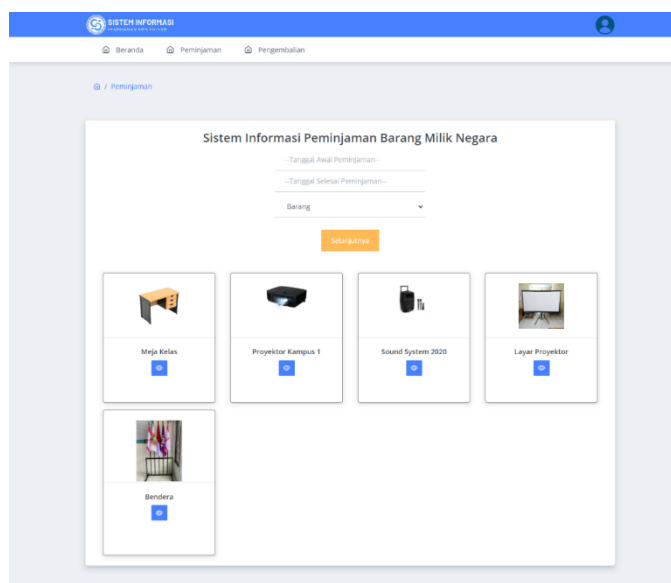 SISTEM INFORMASI
Beranda
Peminjaman
Pengembalian
/ Peminjaman
Sistem Informasi Peminjaman Barang Milik Negara
--Tanggal Awal Peminjaman--
--Tanggal Selesai Peminjaman--
Barang
Selanjutnya
Meja Kelas
Proyektor Kampus 1
Sound System 2020
Layar Proyektor
Bendera